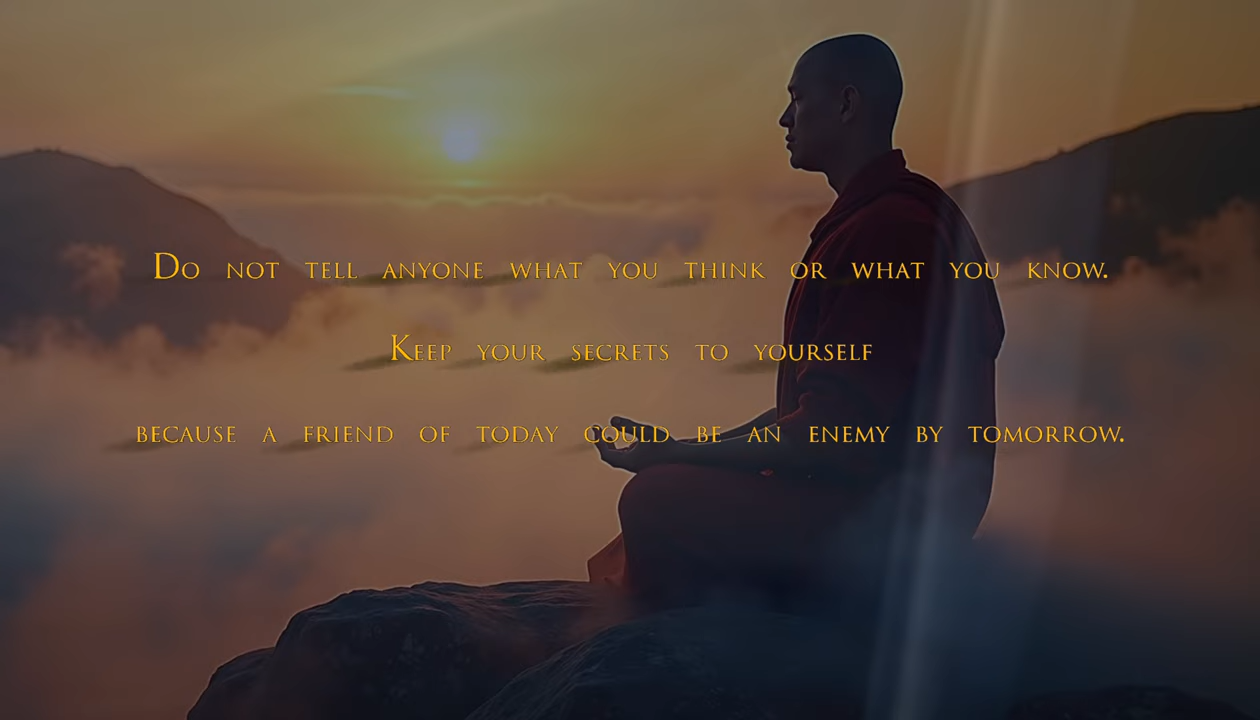 Do not tell anyone what you think or what you know.
Keep your secrets to yourself
because a friend of today could be an enemy by tomorrow.